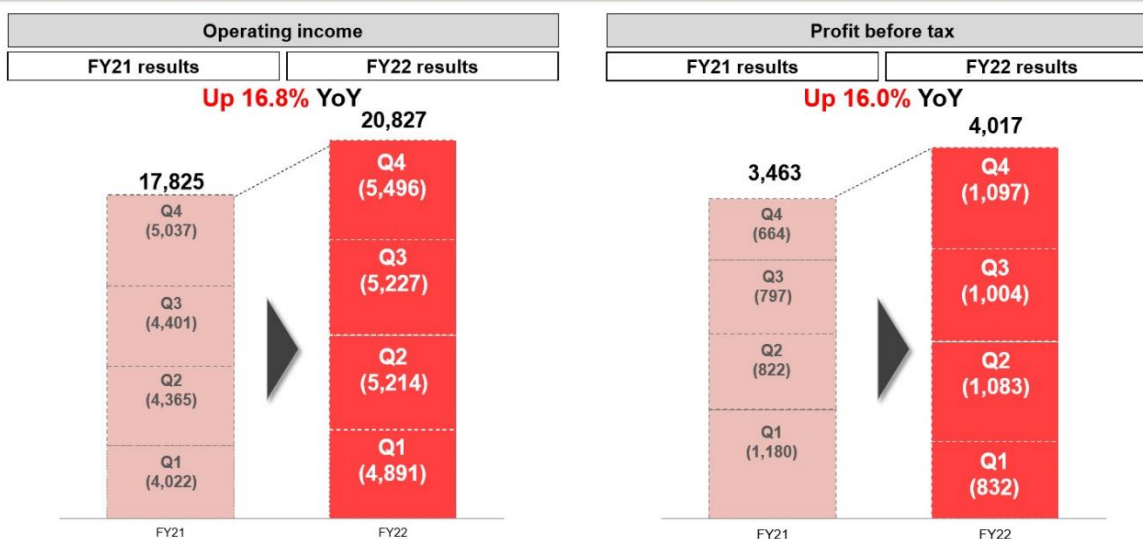 Operating income
FY21 results
FY22 results
Up 16.8% YoY
20,827
17,825
Q4
(5,037)
Q3
(4,401)
Q2
(4,365)
Q1
(4,022)
Q4
(5,496)
Q3
(5,227)
Q2
(5,214)
Q1
(4,891)
FY21
FY22
Profit before tax
FY21 results
FY22 results
Up 16.0% YoY
4,017
3,463
Q4
(664)
Q3
(797)
Q2
(822)
Q1
(1,180)
Q4
(1,097)
Q3
(1,004)
Q2
(1,083)
Q1
(832)
FY21
FY22